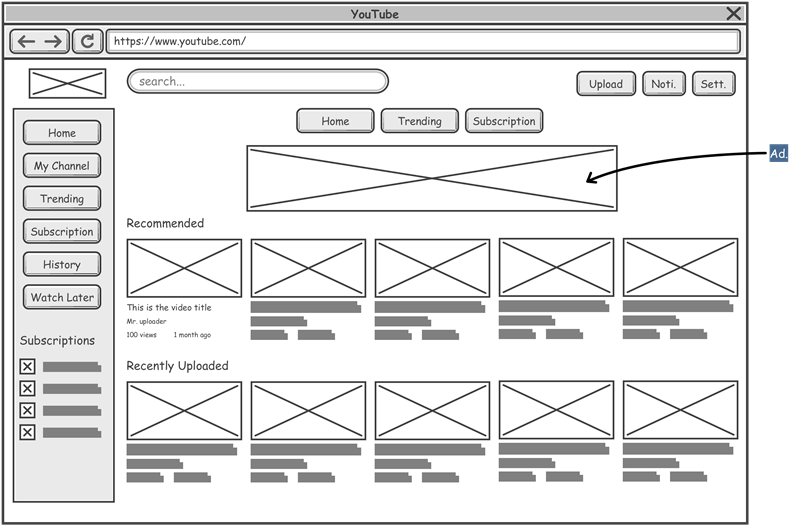 YouTube
https://www.youtube.com/
search...
Upload
Noti.
Sett.
Home
My Channel
Trending
Subscription
History
Watch Later
Subscriptions
Home
Trending
Subscription
Ad.
Recommended
This is the video title
Mr. uploader
100 views 1 month ago
Recently Uploaded